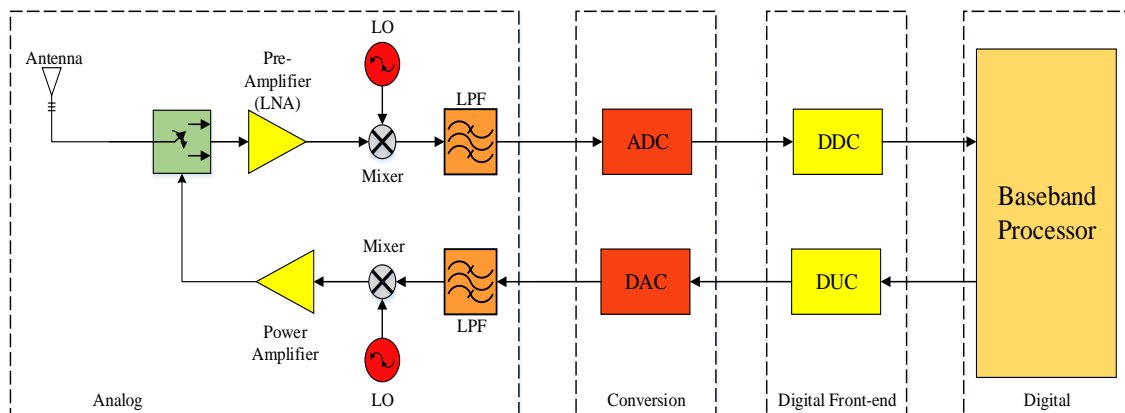 Antenna
Pre-
Amplifier
(LNA)
LO
Mixer
LPF
ADC
DDC
Baseband
Processor
Power
Amplifier
Mixer
LO
LPF
DAC
DUC
Analog
Conversion
Digital Front-end
Digital